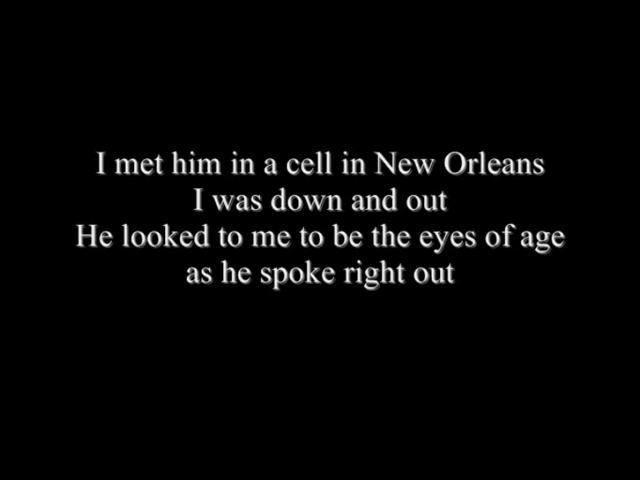 I met him in a cell in New Orleans
I was down and out
He looked to me to be the eyes of age
as he spoke right out